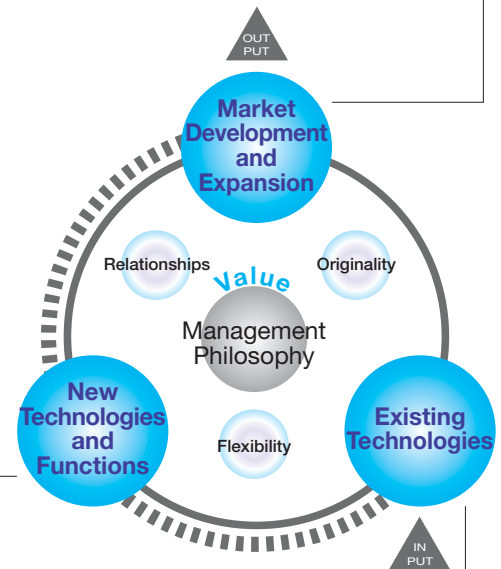 OUT
PUT
Market
Development
and
Expansion
Relationships
Originality
Value
Management
Philosophy
New
Technologies
and
Functions
Flexibility
Existing
Technologies
IN
PUT